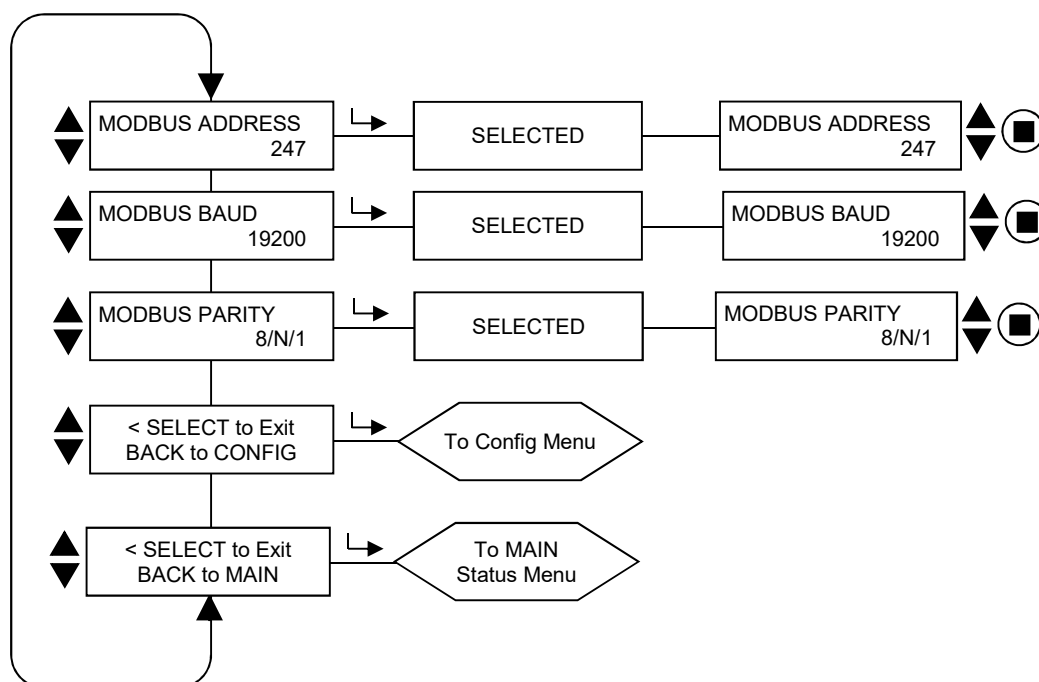 MODBUS ADDRESS
247
SELECTED
MODBUS ADDRESS
247
MODBUS BAUD
19200
SELECTED
MODBUS BAUD
19200
MODBUS PARITY
8/N/1
SELECTED
MODBUS PARITY
8/N/1
< SELECT to Exit
BACK to CONFIG
To Config Menu
< SELECT to Exit
BACK to MAIN
To MAIN
Status Menu